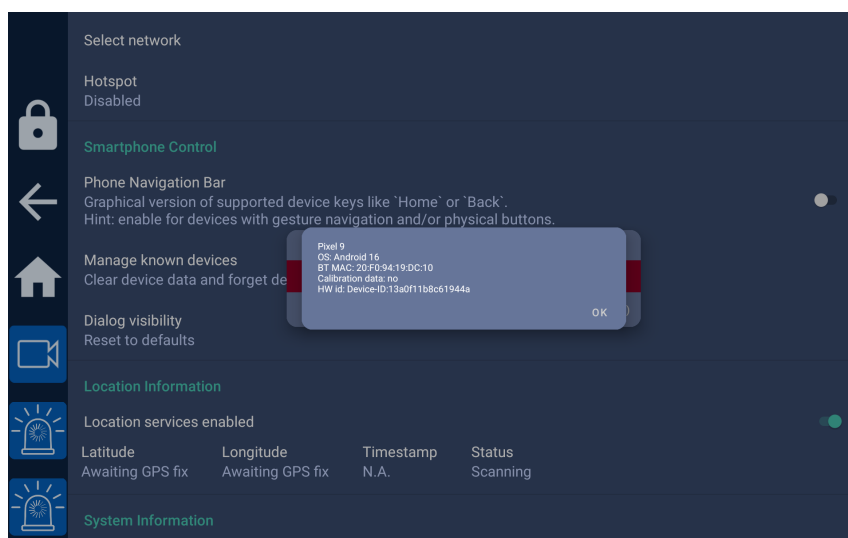 Select network
Hotspot
Disabled
Smartphone Control
Phone Navigation Bar
Graphical version of supported device keys like `Home` or `Back`.
Hint: enable for devices with gesture navigation and/or physical buttons.
Manage known devices
Clear device data and forget de
Pixel 9
OS: Android 16
BT MAC: 20:F0:94:19:DC:10
Calibration data: no
HW id: Device-ID:13a0f11b8c61944a
OK
Dialog visibility
Reset to defaults
Location Information
Location services enabled
Latitude Longitude Timestamp Status
Awaiting GPS fix Awaiting GPS fix N.A. Scanning
System Information